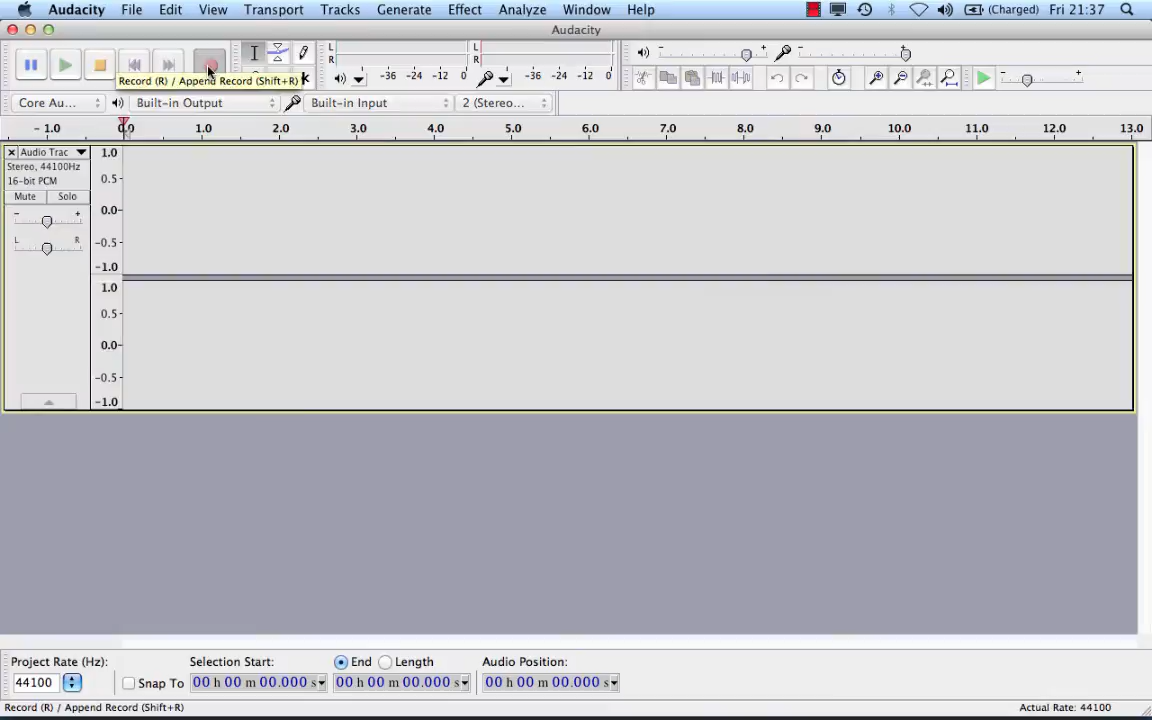 Audacity File Edit View Transport Tracks Generate Effect Analyze Window Help (Charged) Fri 21:37
Audacity
L R -36 -24 -12 0 L R -36 -24 -12 0
Record (R) / Append Record (Shift+R)
Core Au... Built-in Output Built-in Input 2 (Stereo...
- 1.0 0.0 1.0 2.0 3.0 4.0 5.0 6.0 7.0 8.0 9.0 10.0 11.0 12.0 13.0
Audio Trac
Stereo, 44100Hz
16-bit PCM
Mute Solo
- +
L R
1.0
0.5-
0.0-
-0.5-
-1.0
1.0
0.5-
0.0-
-0.5-
-1.0
Project Rate (Hz): Selection Start: End Length Audio Position:
44100 Snap To 00 h 00 m 00.000 s 00 h 00 m 00.000 s 00 h 00 m 00.000 s
Record (R) / Append Record (Shift+R) Actual Rate: 44100